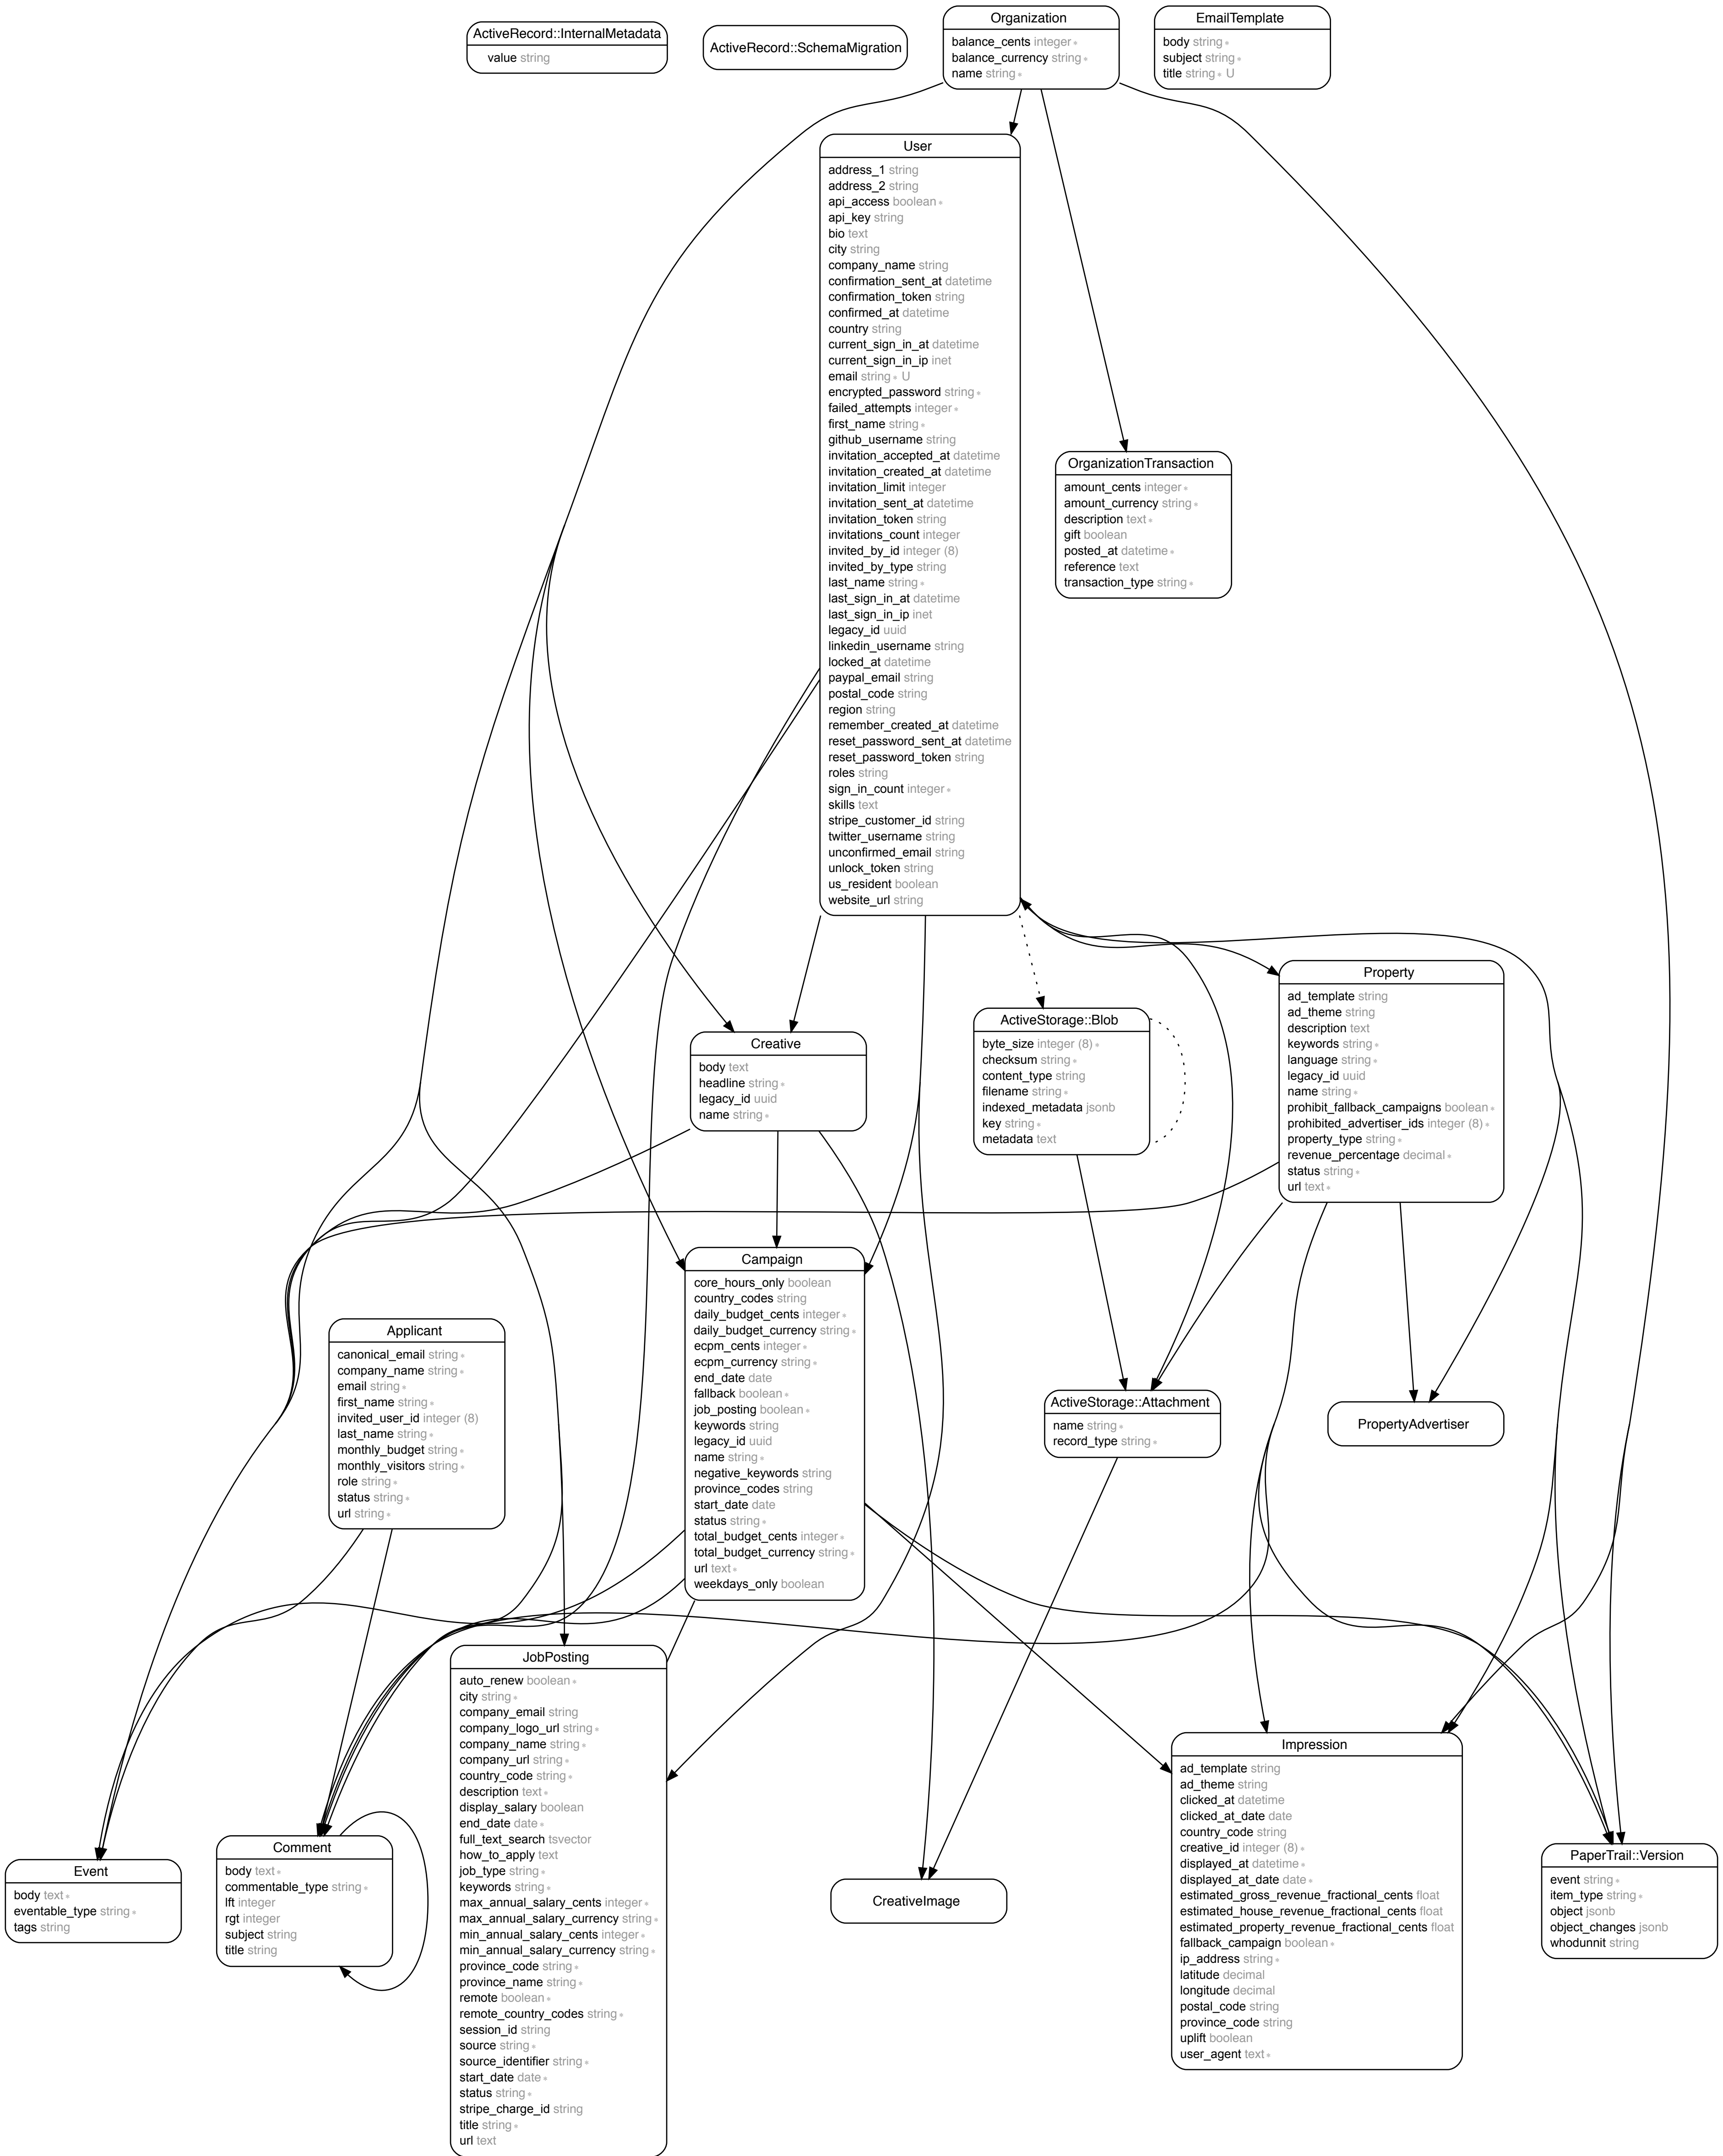 ActiveRecord::InternalMetadata
value string
ActiveRecord::SchemaMigration
Organization
balance_cents integer *
balance_currency string *
name string *
EmailTemplate
body string *
subject string *
title string * U
User
address_1 string
address_2 string
api_access boolean *
api_key string
bio text
city string
company_name string
confirmation_sent_at datetime
confirmation_token string
confirmed_at datetime
country string
current_sign_in_at datetime
current_sign_in_ip inet
email string * U
encrypted_password string *
failed_attempts integer *
first_name string *
github_username string
invitation_accepted_at datetime
invitation_created_at datetime
invitation_limit integer
invitation_sent_at datetime
invitation_token string
invitations_count integer
invited_by_id integer (8)
invited_by_type string
last_name string *
last_sign_in_at datetime
last_sign_in_ip inet
legacy_id uuid
linkedin_username string
locked_at datetime
paypal_email string
postal_code string
region string
remember_created_at datetime
reset_password_sent_at datetime
reset_password_token string
roles string
sign_in_count integer *
skills text
stripe_customer_id string
twitter_username string
unconfirmed_email string
unlock_token string
us_resident boolean
website_url string
OrganizationTransaction
amount_cents integer *
amount_currency string *
description text *
gift boolean
posted_at datetime *
reference text
transaction_type string *
Property
ad_template string
ad_theme string
description text
keywords string *
language string *
legacy_id uuid
name string *
prohibit_fallback_campaigns boolean *
prohibited_advertiser_ids integer (8) *
property_type string *
revenue_percentage decimal *
status string *
url text *
ActiveStorage::Blob
byte_size integer (8) *
checksum string *
content_type string
filename string *
indexed_metadata jsonb
key string *
metadata text
Creative
body text
headline string *
legacy_id uuid
name string *
Campaign
core_hours_only boolean
country_codes string
daily_budget_cents integer *
daily_budget_currency string *
ecpm_cents integer *
ecpm_currency string *
end_date date
fallback boolean *
job_posting boolean *
keywords string
legacy_id uuid
name string *
negative_keywords string
province_codes string
start_date date
status string *
total_budget_cents integer *
total_budget_currency string *
url text *
weekdays_only boolean
Applicant
canonical_email string *
company_name string *
email string *
first_name string *
invited_user_id integer (8)
last_name string *
monthly_budget string *
monthly_visitors string *
role string *
status string *
url string *
ActiveStorage::Attachment
name string *
record_type string *
PropertyAdvertiser
JobPosting
auto_renew boolean *
city string *
company_email string
company_logo_url string *
company_name string *
company_url string *
country_code string *
description text *
display_salary boolean
end_date date *
full_text_search tsvector
how_to_apply text
job_type string *
keywords string *
max_annual_salary_cents integer *
max_annual_salary_currency string *
min_annual_salary_cents integer *
min_annual_salary_currency string *
province_code string *
province_name string *
remote boolean *
remote_country_codes string *
session_id string
source string *
source_identifier string *
start_date date *
status string *
stripe_charge_id string
title string *
url text
Impression
ad_template string
ad_theme string
clicked_at datetime
clicked_at_date date
country_code string
creative_id integer (8) *
displayed_at datetime *
displayed_at_date date *
estimated_gross_revenue_fractional_cents float
estimated_house_revenue_fractional_cents float
estimated_property_revenue_fractional_cents float
fallback_campaign boolean *
ip_address string *
latitude decimal
longitude decimal
postal_code string
province_code string
uplift boolean
user_agent text *
Comment
body text *
commentable_type string *
lft integer
rgt integer
subject string
title string
PaperTrail::Version
event string *
item_type string *
object jsonb
object_changes jsonb
whodunnit string
Event
body text *
eventable_type string *
tags string
CreativeImage